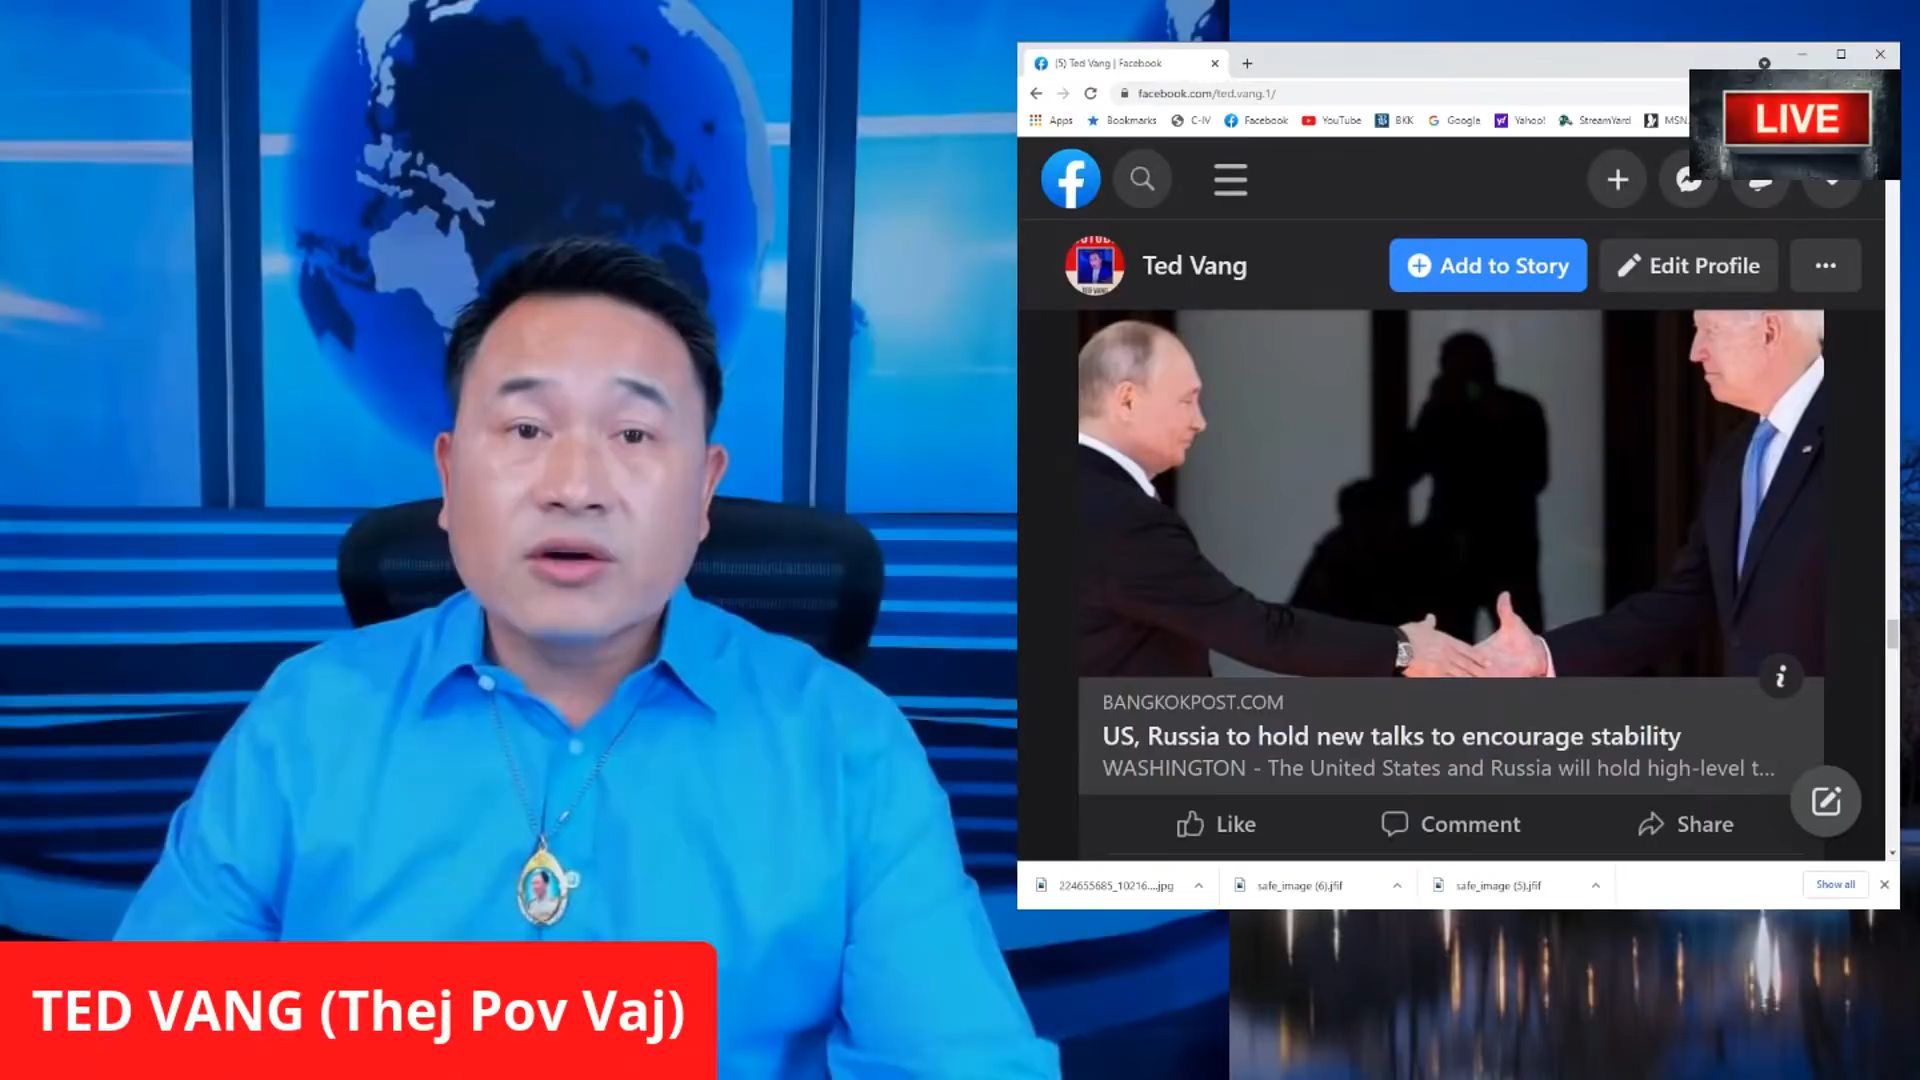 (5) Ted Vang | Facebook
facebook.com/ted.vang.1/
Apps Bookmarks C-IV Facebook YouTube BKK Google Yahoo! StreamYard MSN
LIVE
Ted Vang
Add to Story
Edit Profile
BANGKOKPOST.COM
US, Russia to hold new talks to encourage stability
WASHINGTON - The United States and Russia will hold high-level t...
Like Comment Share
224655685_10216....jpg safe_image (6).jfif safe_image (5).jfif Show all
TED VANG (Thej Pov Vaj)